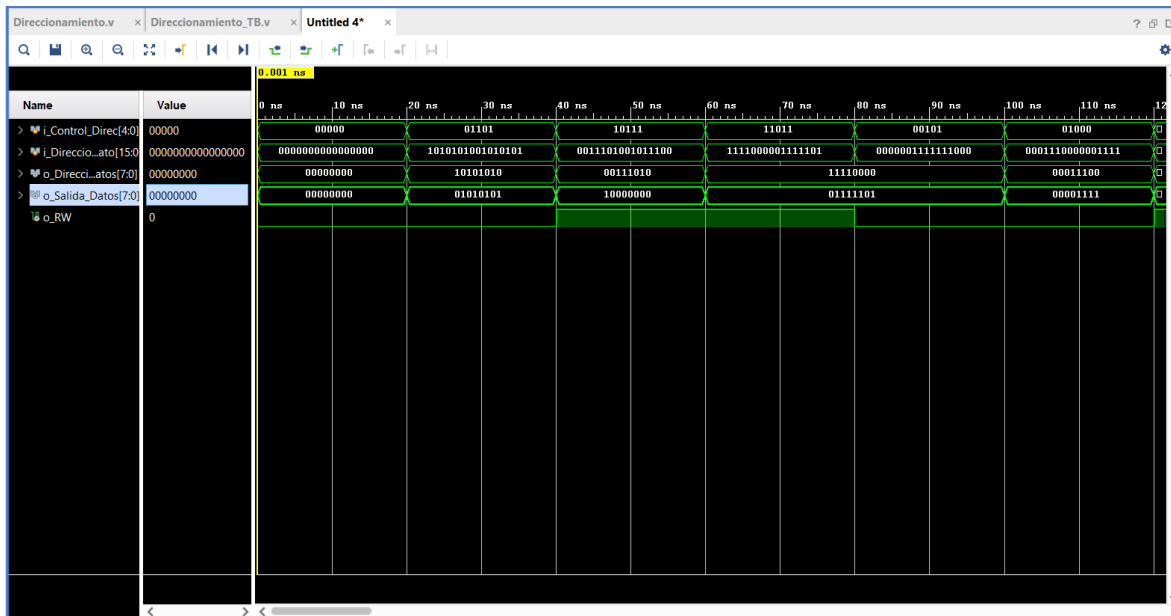 Direccionamiento.v × Direccionamiento_TB.v × Untitled 4* ×
0.001 ns
Name Value 0 ns 10 ns 20 ns 30 ns 40 ns 50 ns 60 ns 70 ns 80 ns 90 ns 100 ns 110 ns 12
i_Control_Direc[4:0] 00000 00000 01101 10111 11011 00101 01000
i_Direccio...ato[15:0 0000000000000000 0000000000000000 1010101001010101 0011101001011100 1111000001111101 0000001111111000 0001110000001111
o_Direcci...atos[7:0] 00000000 00000000 10101010 00111010 11110000 00011100
o_Salida_Datos[7:0] 00000000 00000000 01010101 10000000 01111101 00001111
o_RW 0